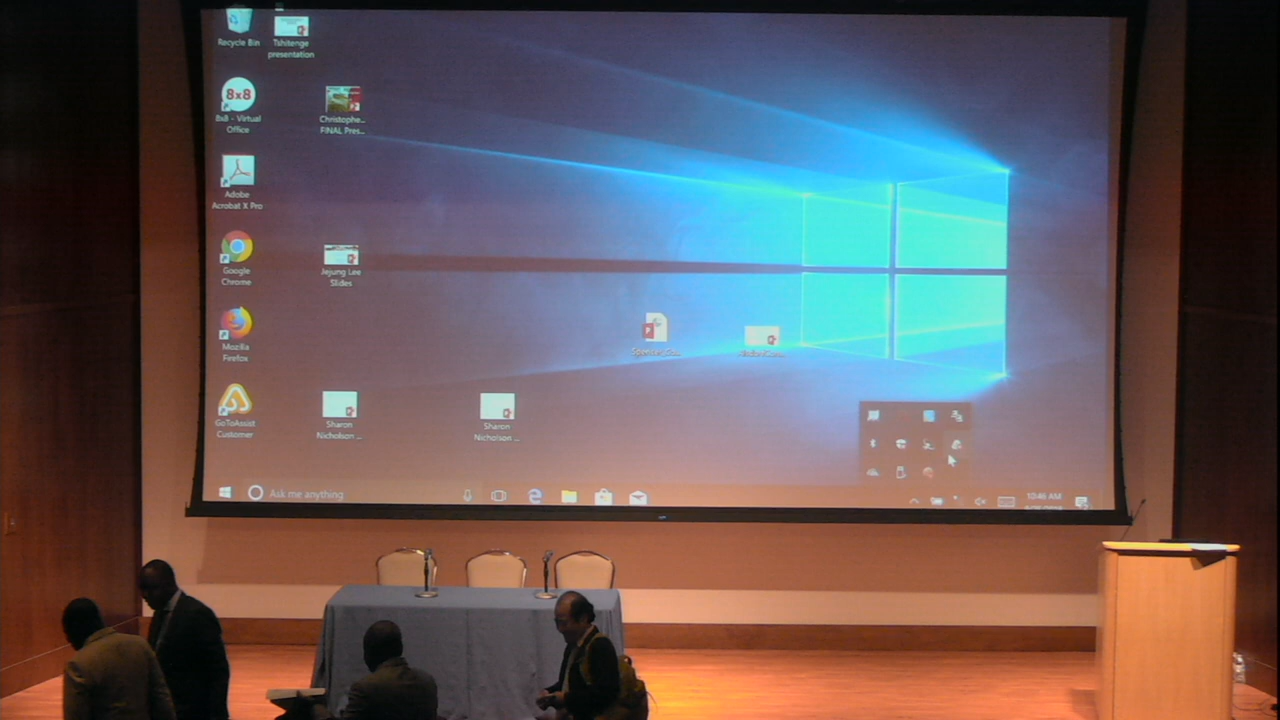 Recycle Bin
Tshitenge
presentation
8x8
8x8 - Virtual
Office
Christophe...
FINAL Pres...
Adobe
Acrobat X Pro
Google
Chrome
Jejung Lee
Slides
Mozilla
Firefox
GoToAssist
Customer
Sharon
Nicholson ...
Sharon
Nicholson ...
Ask me anything
10:46 AM